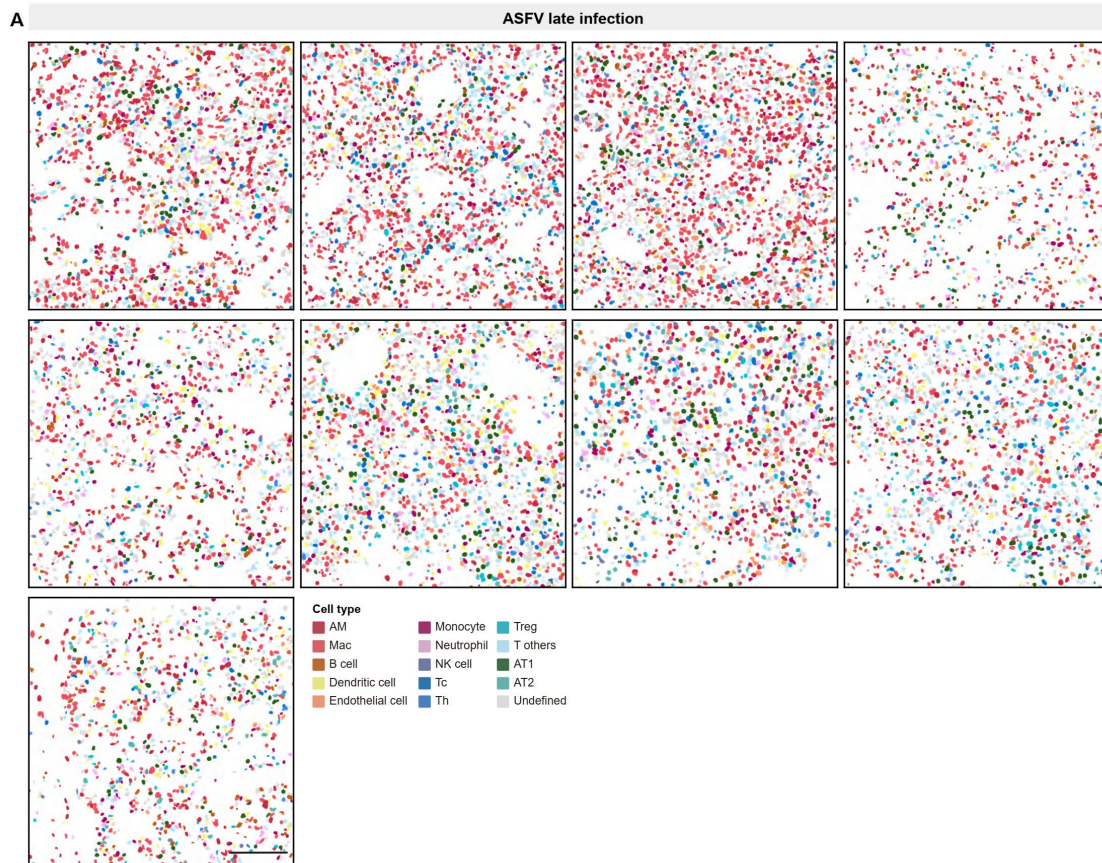 A
ASFV late infection
Cell type
AM
Mac
B cell
Dendritic cell
Endothelial cell
Monocyte
Neutrophil
NK cell
Tc
Th
Treg
T others
AT1
AT2
Undefined